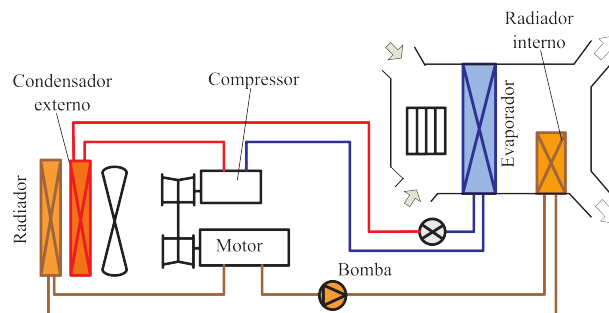 Radiador
interno
Condensador
externo
Compressor
Evaporador
Radiador
Motor
Bomba